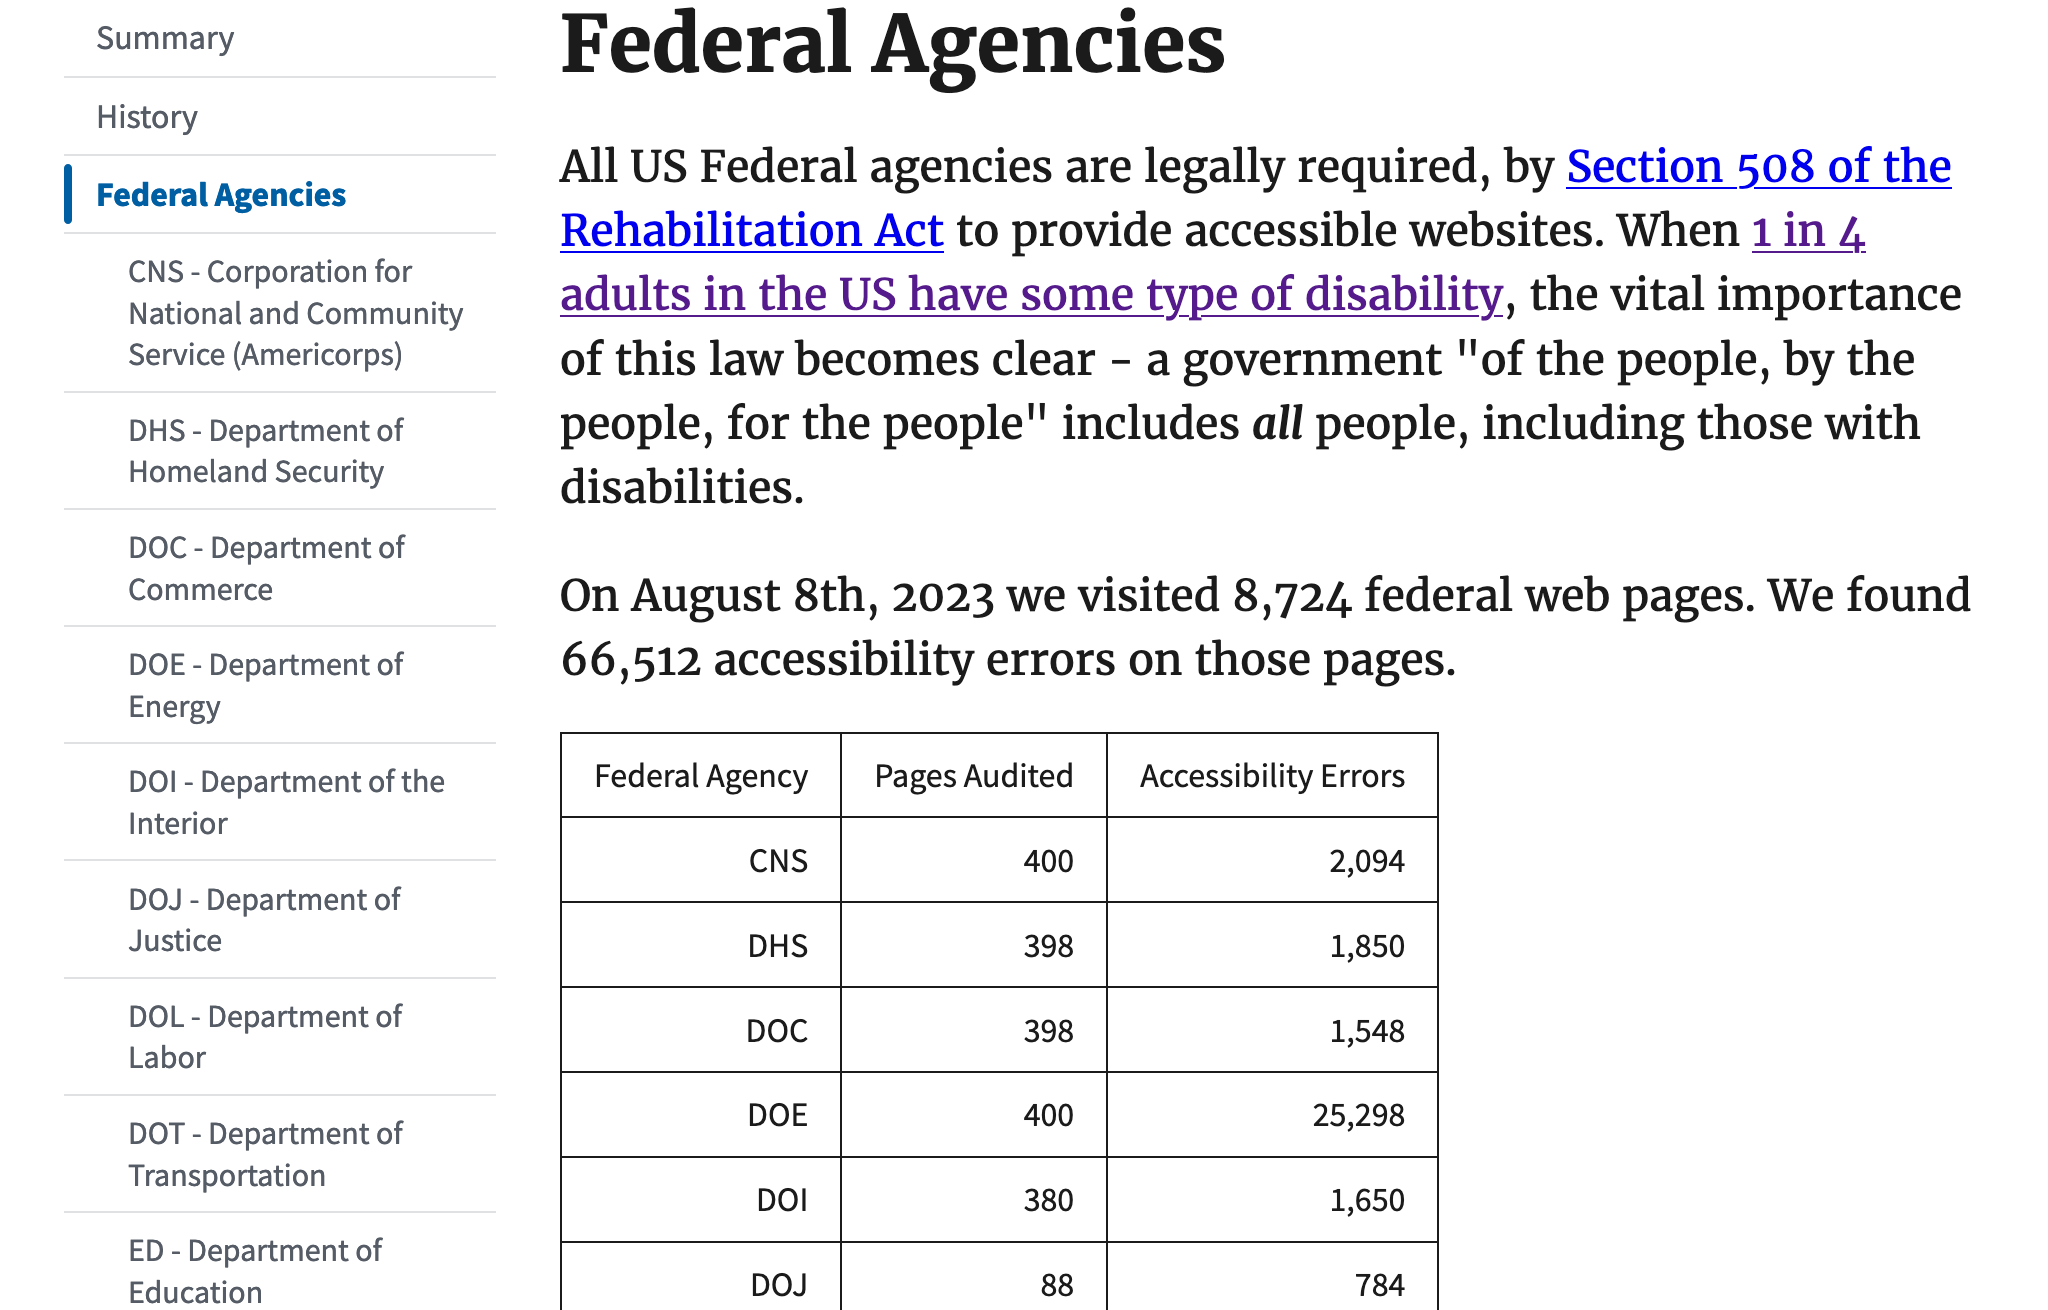 Summary
History
Federal Agencies
CNS - Corporation for
National and Community
Service (Americorps)
DHS - Department of
Homeland Security
DOC - Department of
Commerce
DOE - Department of
Energy
DOI - Department of the
Interior
DOJ - Department of
Justice
DOL - Department of
Labor
DOT - Department of
Transportation
ED - Department of
Education
Federal Agencies
All US Federal agencies are legally required, by Section 508 of the
Rehabilitation Act to provide accessible websites. When 1 in 4
adults in the US have some type of disability, the vital importance
of this law becomes clear - a government "of the people, by the
people, for the people" includes all people, including those with
disabilities.
On August 8th, 2023 we visited 8,724 federal web pages. We found
66,512 accessibility errors on those pages.
Federal Agency Pages Audited Accessibility Errors
CNS 400 2,094
DHS 398 1,850
DOC 398 1,548
DOE 400 25,298
DOI 380 1,650
DOJ 88 784